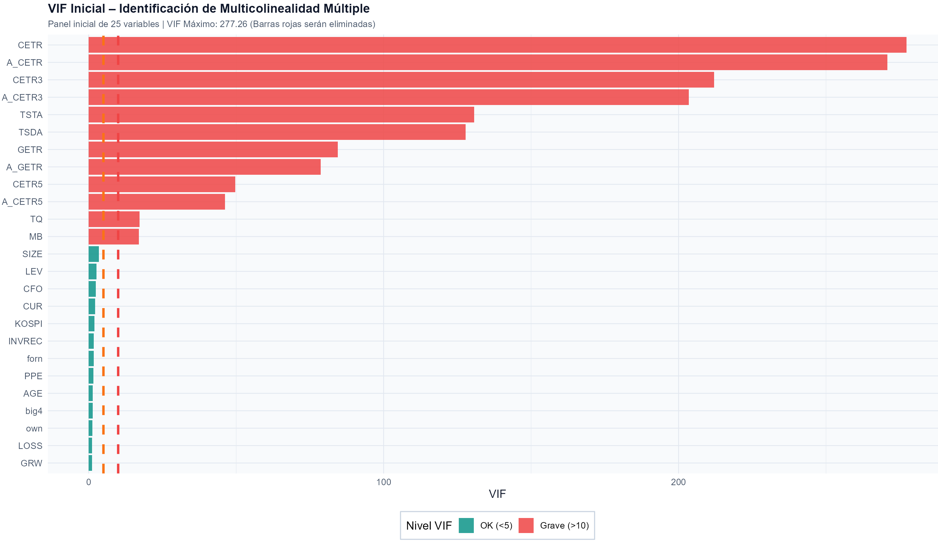 VIF Inicial – Identificación de Multicolinealidad Múltiple
Panel inicial de 25 variables | VIF Máximo: 277.26 (Barras rojas serán eliminadas)
CETR
A_CETR
CETR3
A_CETR3
TSTA
TSDA
GETR
A_GETR
CETR5
A_CETR5
TQ
MB
SIZE
LEV
CFO
CUR
KOSPI
INVREC
forn
PPE
AGE
big4
own
LOSS
GRW
0 100 200
VIF
Nivel VIF OK (<5) Grave (>10)